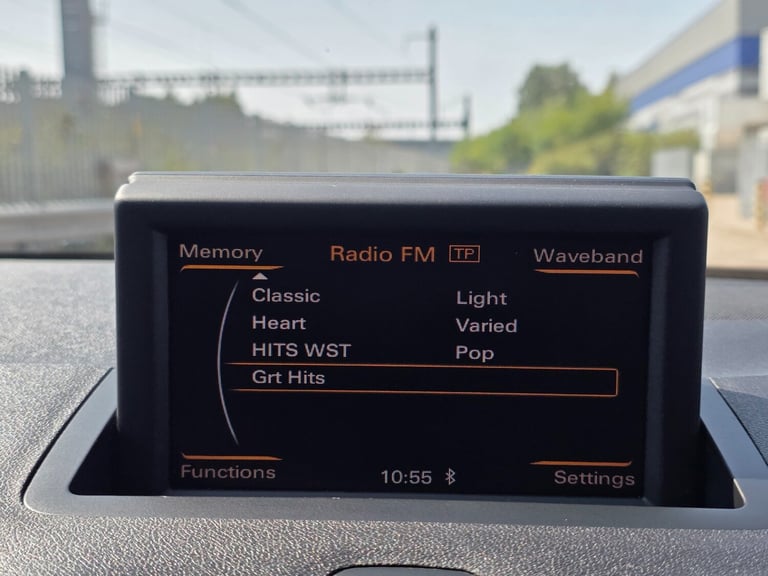 Memory Radio FM TP Waveband
Classic Light
Heart Varied
HITS WST Pop
Grt Hits
Functions 10:55 Settings